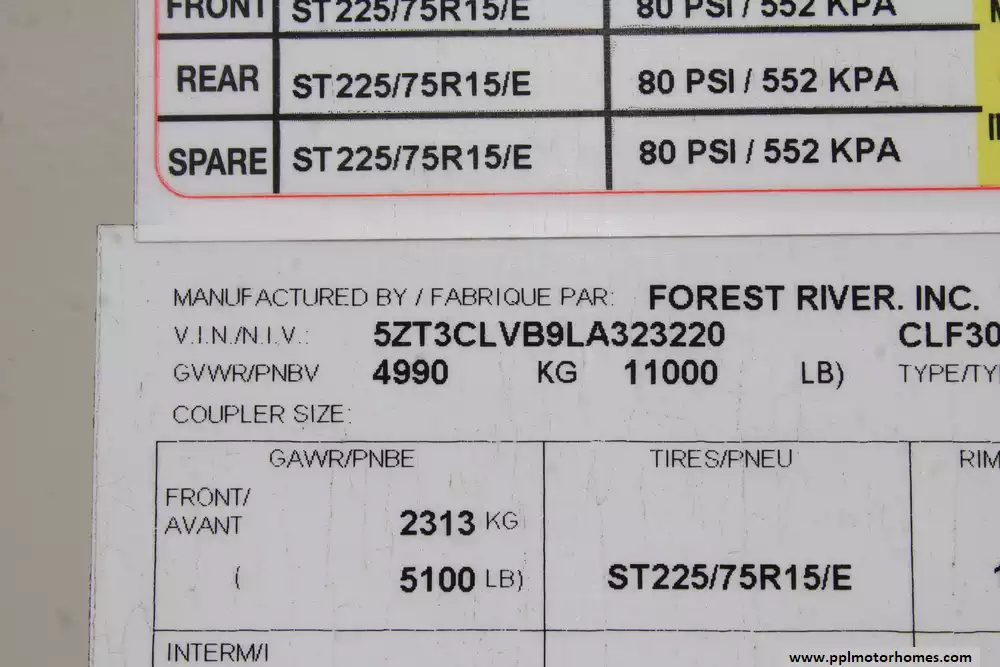 FRONT ST225/75R15/E 80 PSI / 552 KPA
REAR ST225/75R15/E 80 PSI / 552 KPA
SPARE ST225/75R15/E 80 PSI / 552 KPA
MANUFACTURED BY / FABRIQUE PAR: FOREST RIVER. INC.
V.I.N./N.I.V.: 5ZT3CLVB9LA323220 CLF30
GVWR/PNBV 4990 KG 11000 LB) TYPE/TY
COUPLER SIZE:
GAWR/PNBE TIRES/PNEU RIM
FRONT/
AVANT 2313 KG
( 5100 LB) ST225/75R15/E
INTERM/I
www.pplmotorhomes.com